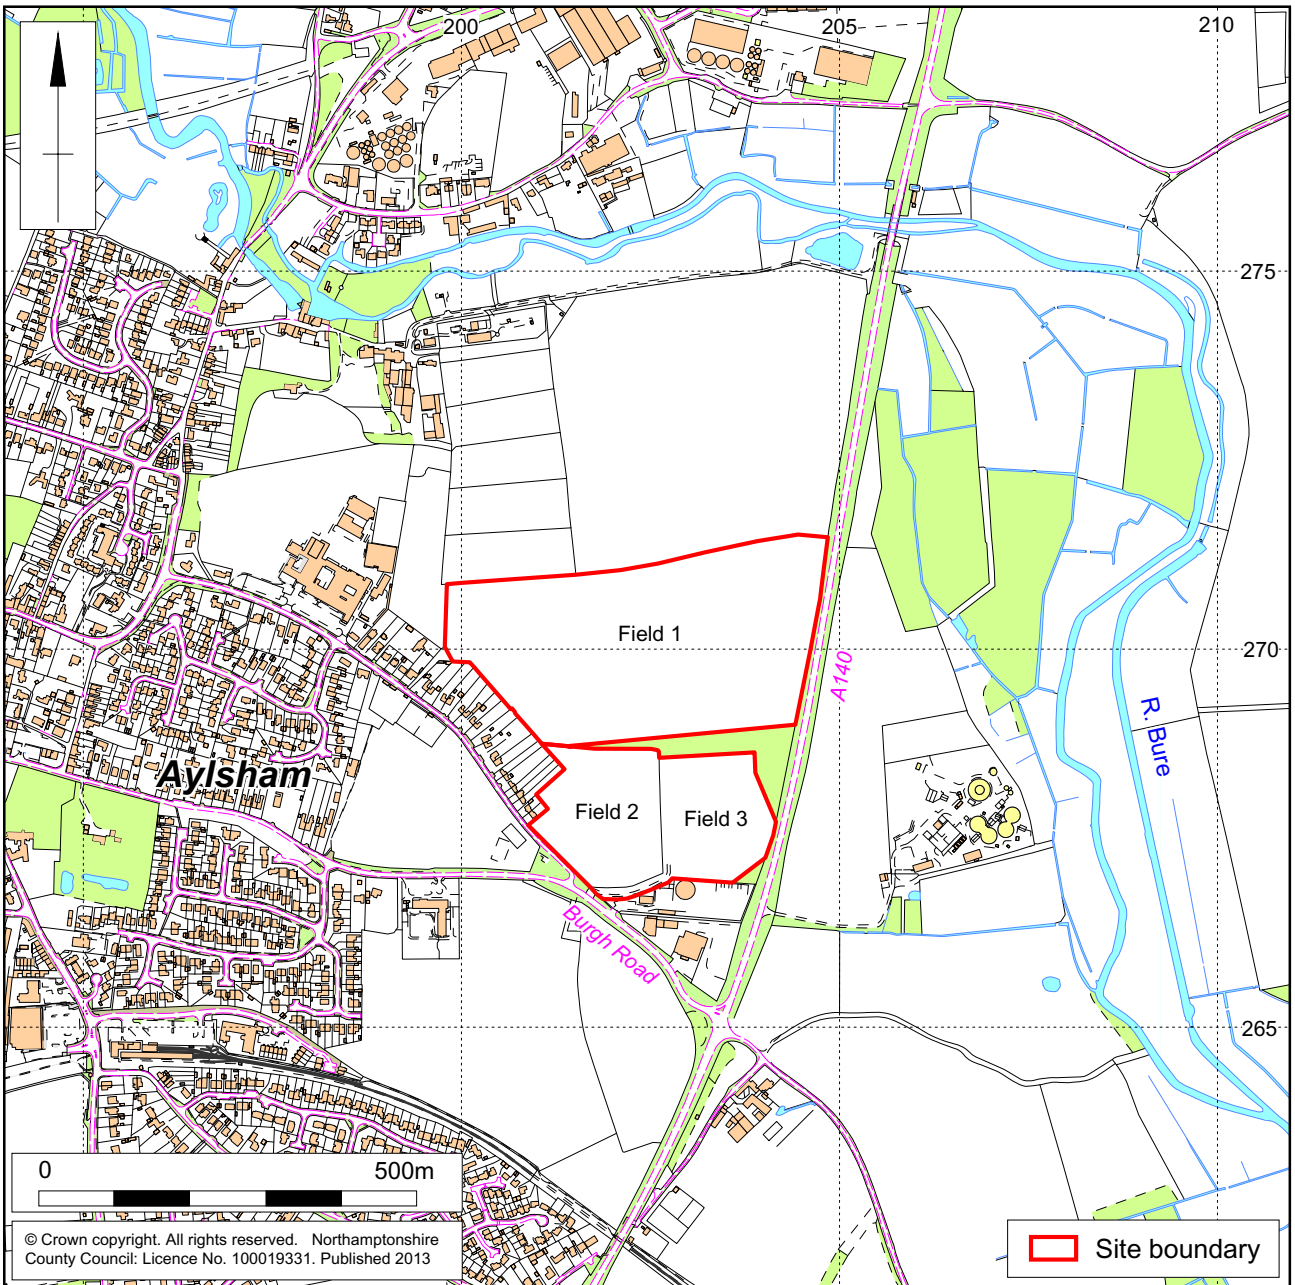 200
205
210
275
Field 1
270
A140
R. Bure
Aylsham
Field 2
Field 3
Burgh Road
265
0
500m
© Crown copyright. All rights reserved. Northamptonshire
County Council: Licence No. 100019331. Published 2013
Site boundary